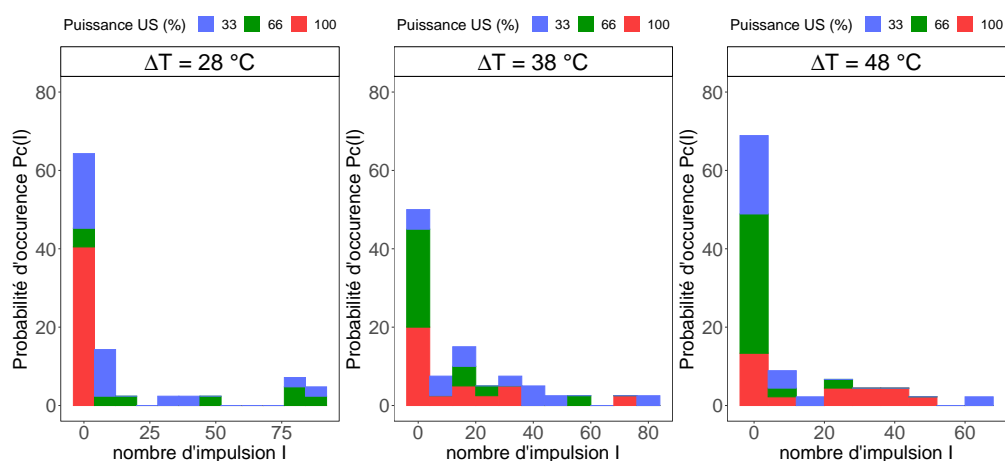 Puissance US (%) 33 66 100
ΔT = 28 °C
Probabilité d'occurence Pc(I)
80
60
40
20
0
0 25 50 75
nombre d'impulsion I
Puissance US (%) 33 66 100
ΔT = 38 °C
Probabilité d'occurence Pc(I)
80
60
40
20
0
0 20 40 60 80
nombre d'impulsion I
Puissance US (%) 33 66 100
ΔT = 48 °C
Probabilité d'occurence Pc(I)
80
60
40
20
0
0 20 40 60
nombre d'impulsion I